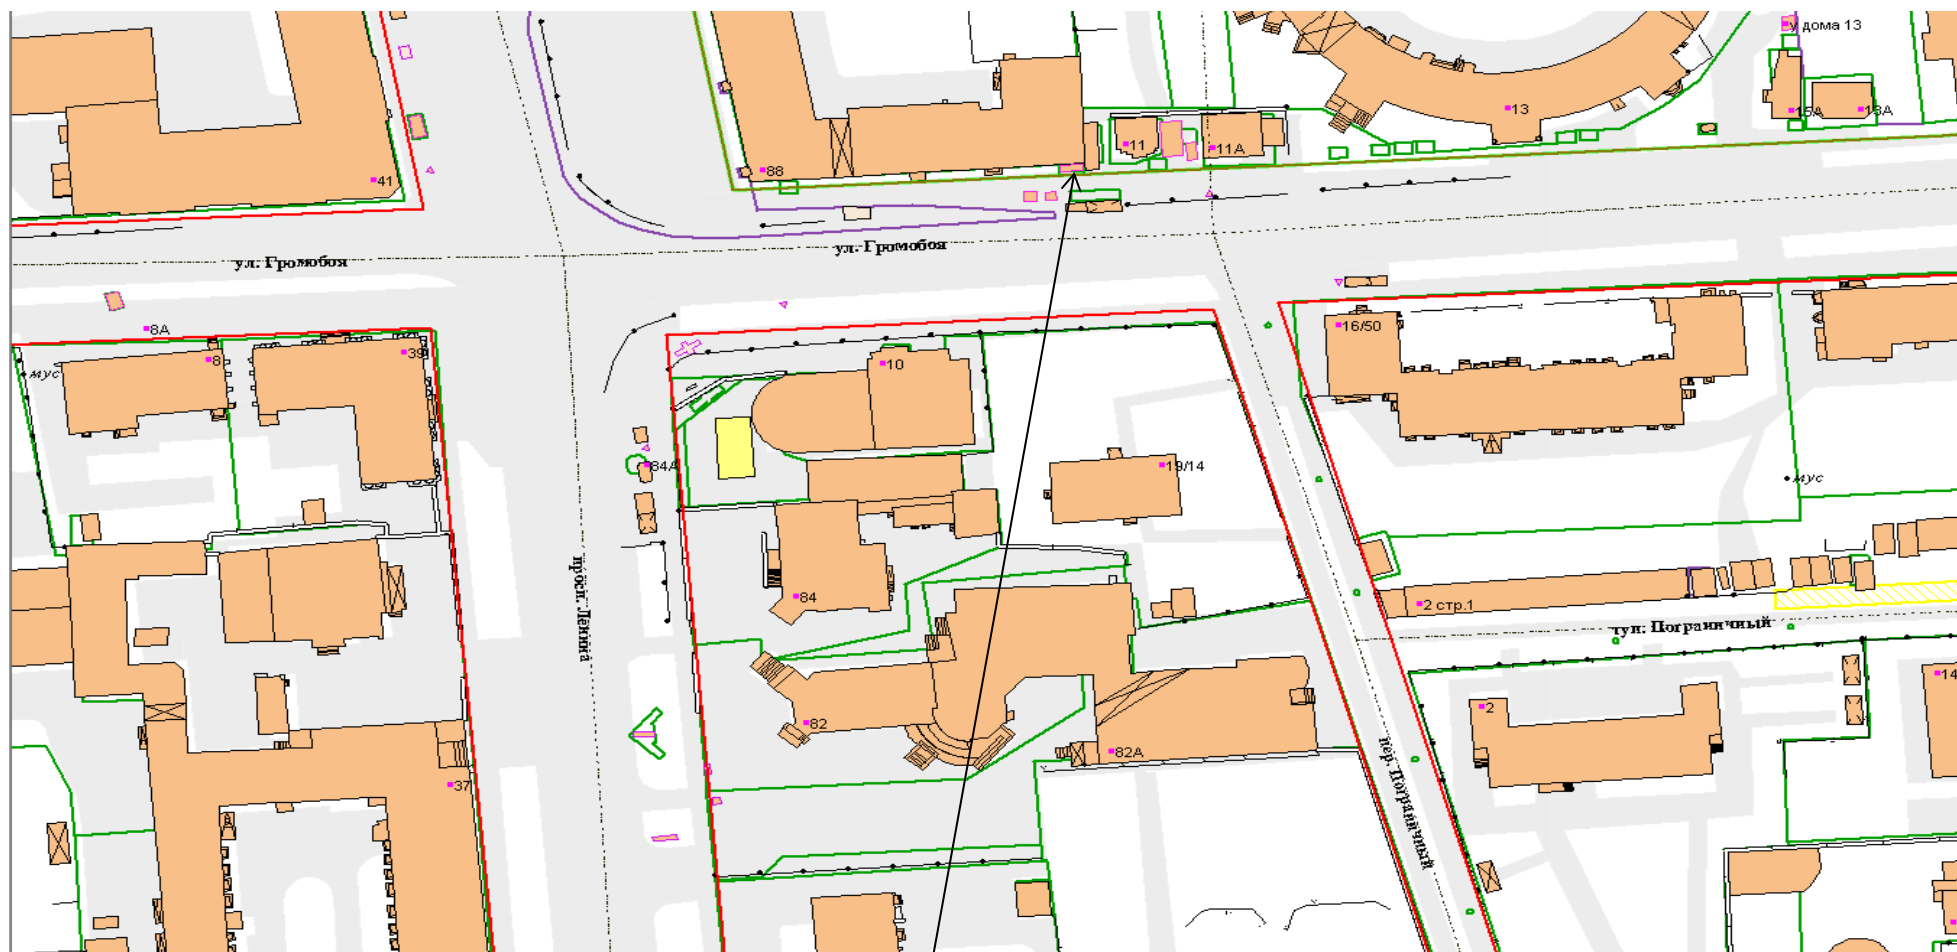 у дома 13
13
15А
13А
11
11А
88
41
ул. Громобоя
ул. Громобоя
8А
8
39
мус
10
16/50
84А
19/14
мус
просп. Ленина
84
2 стр.1
туп. Пограничный
82
82А
2
14
37
пер. Пограничный